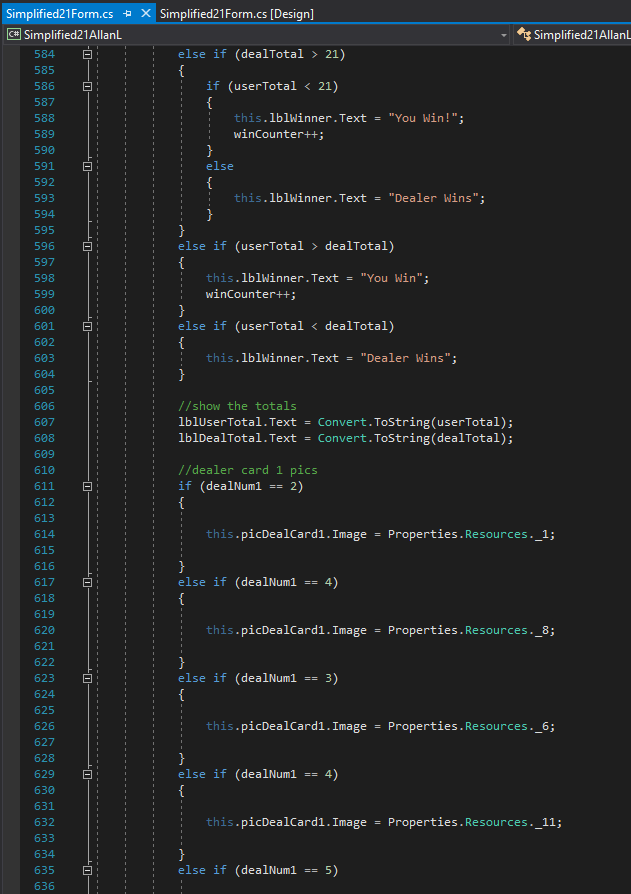 Simplified21Form.cs Simplified21Form.cs [Design]
C# Simplified21AllanL Simplified21AllanL
584 else if (dealTotal > 21)
585 {
586 if (userTotal < 21)
587 {
588 this.lblWinner.Text = "You Win!";
589 winCounter++;
590 }
591 else
592 {
593 this.lblWinner.Text = "Dealer Wins";
594 }
595 }
596 else if (userTotal > dealTotal)
597 {
598 this.lblWinner.Text = "You Win";
599 winCounter++;
600 }
601 else if (userTotal < dealTotal)
602 {
603 this.lblWinner.Text = "Dealer Wins";
604 }
605
606 //show the totals
607 lblUserTotal.Text = Convert.ToString(userTotal);
608 lblDealTotal.Text = Convert.ToString(dealTotal);
609
610 //dealer card 1 pics
611 if (dealNum1 == 2)
612 {
613
614 this.picDealCard1.Image = Properties.Resources._1;
615
616 }
617 else if (dealNum1 == 4)
618 {
619
620 this.picDealCard1.Image = Properties.Resources._8;
621
622 }
623 else if (dealNum1 == 3)
624 {
625
626 this.picDealCard1.Image = Properties.Resources._6;
627
628 }
629 else if (dealNum1 == 4)
630 {
631
632 this.picDealCard1.Image = Properties.Resources._11;
633
634 }
635 else if (dealNum1 == 5)
636